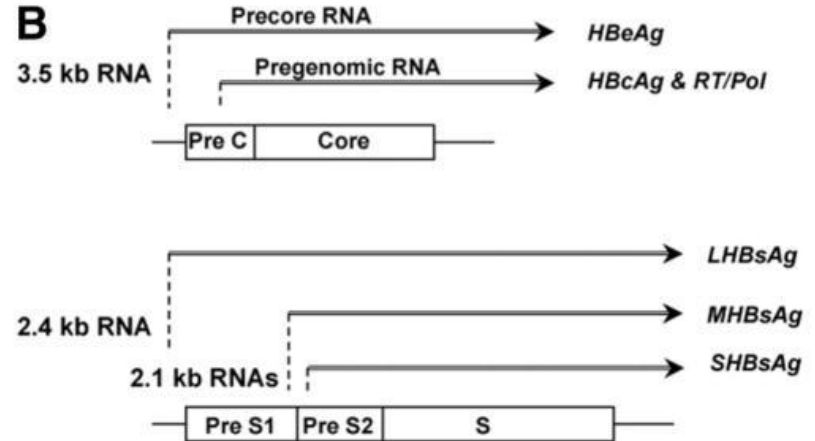 B
Precore RNA
HBeAg
3.5 kb RNA
Pregenomic RNA
HBcAg & RT/Pol
Pre C
Core
LHBsAg
2.4 kb RNA
MHBsAg
2.1 kb RNAs
SHBsAg
Pre S1
Pre S2
S